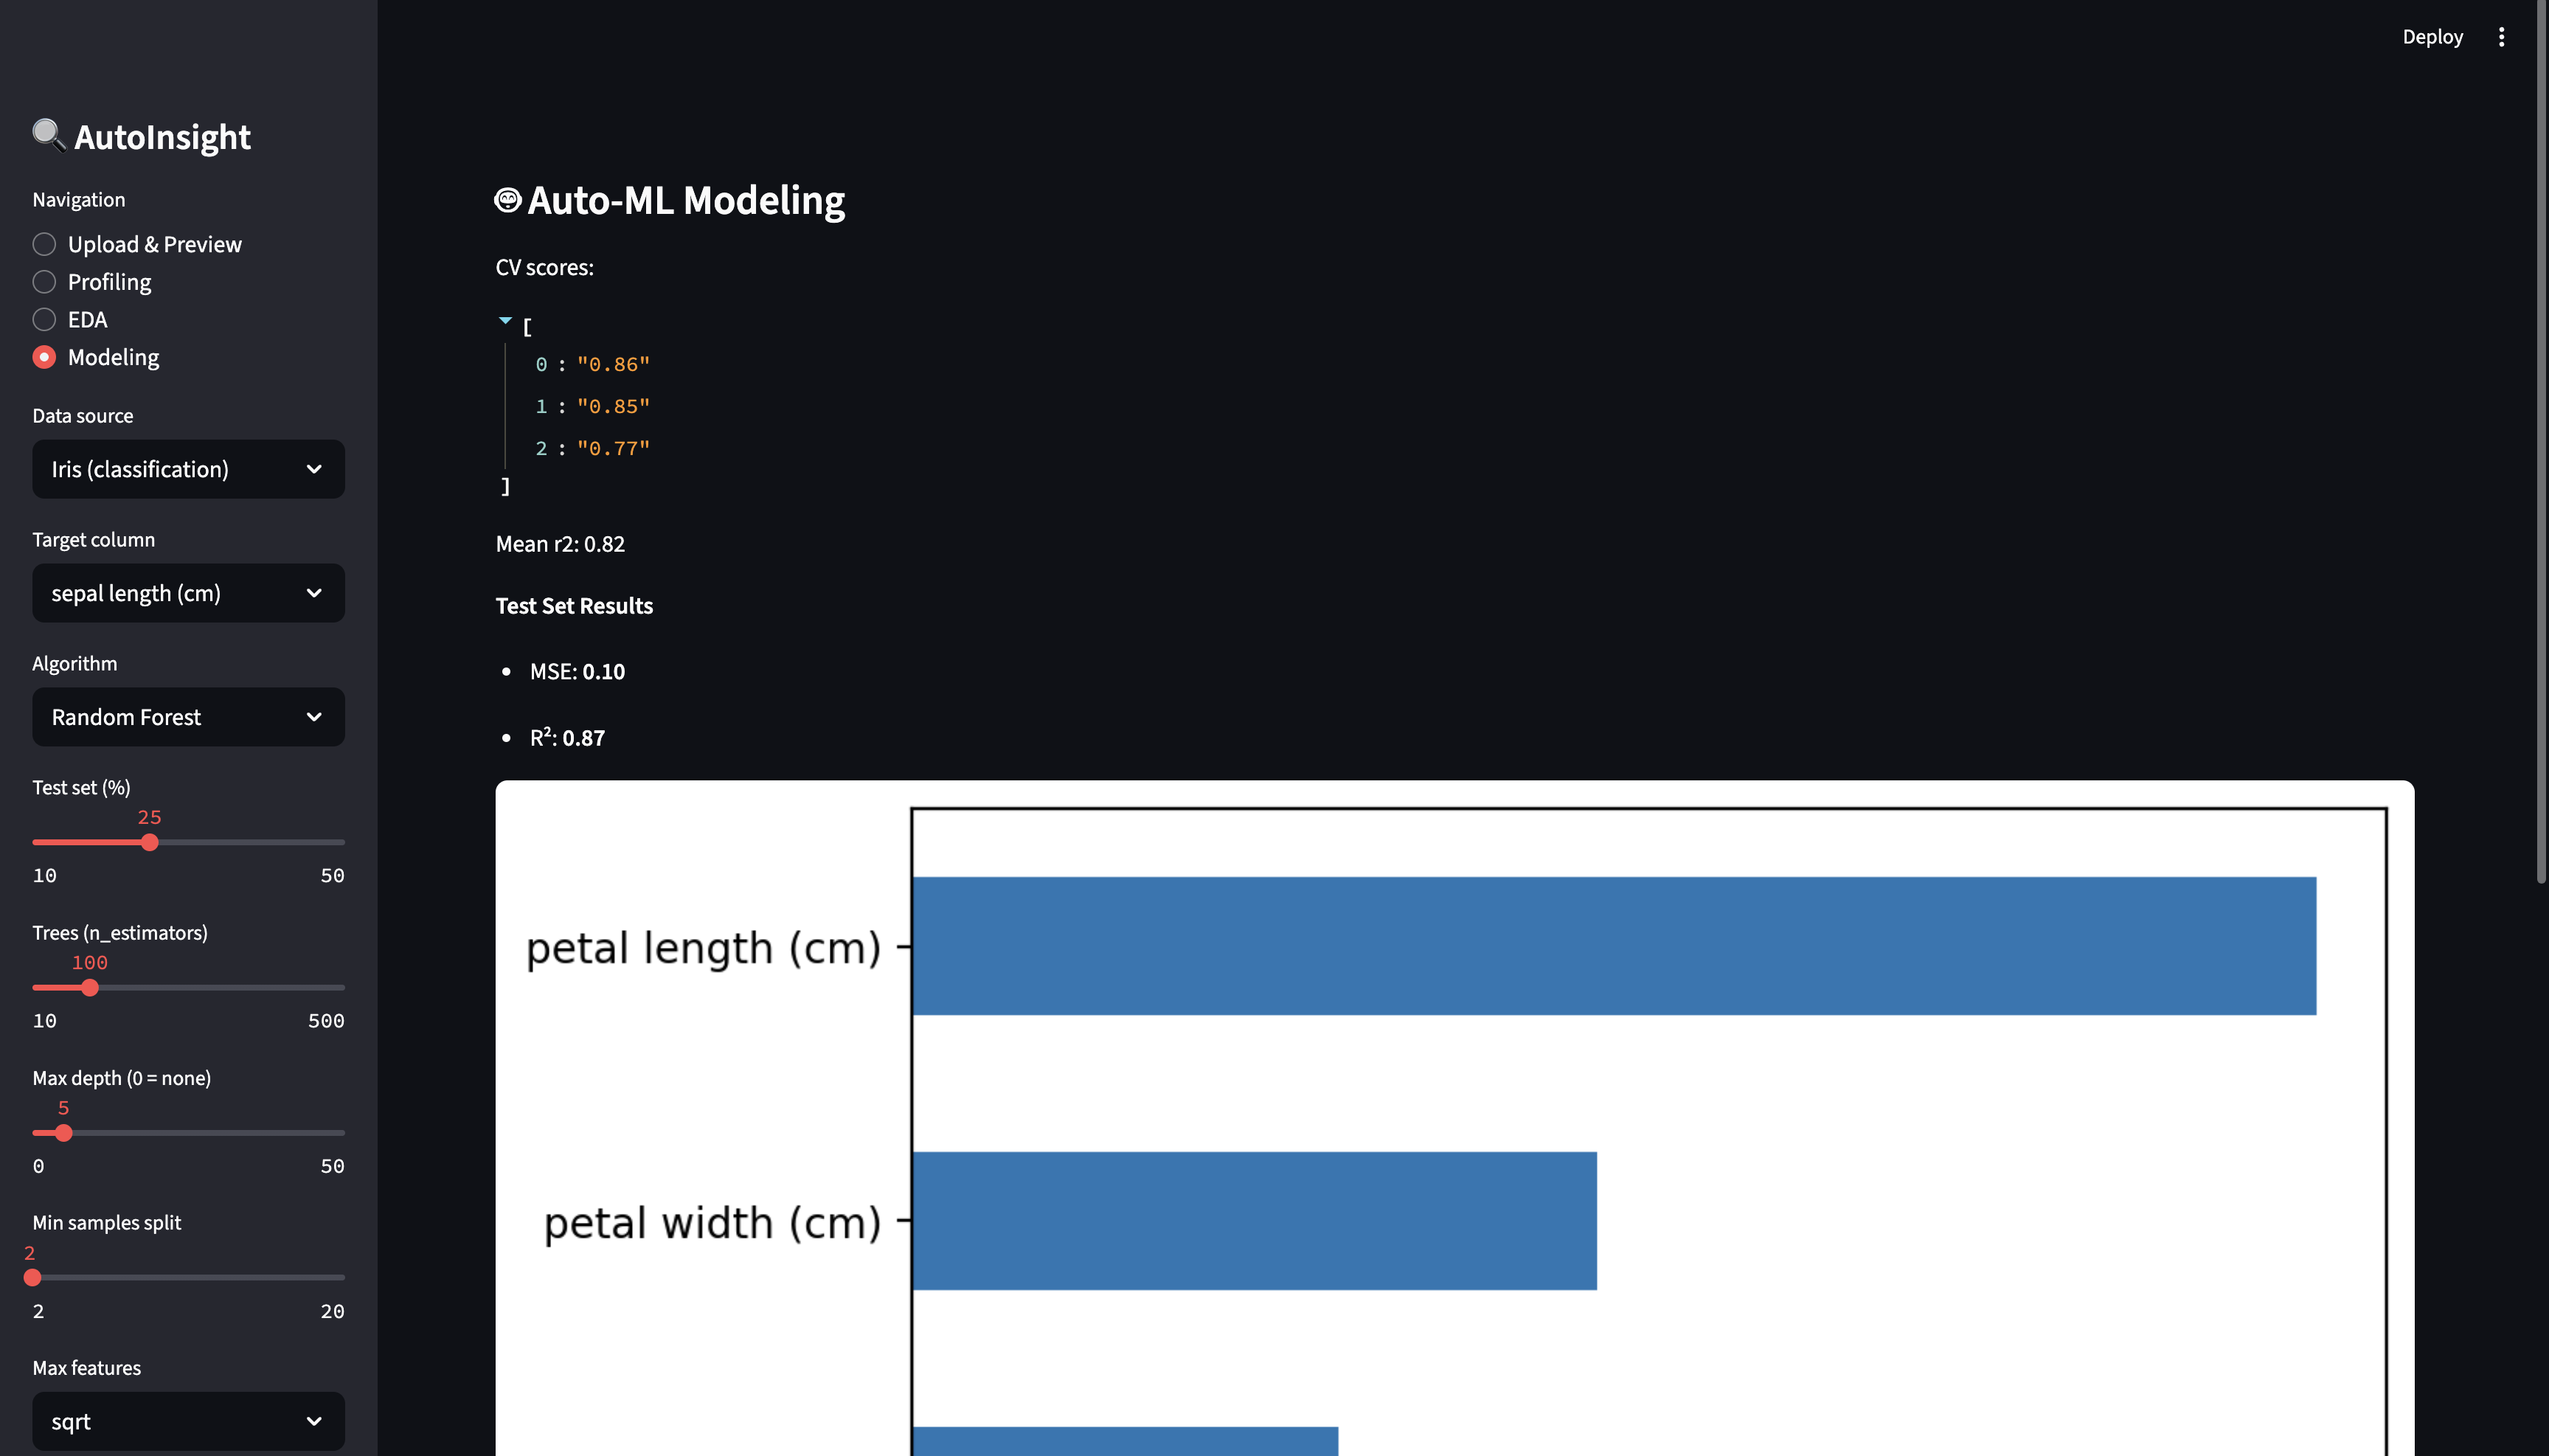 Deploy
AutoInsight
Navigation
Upload & Preview
Profiling
EDA
Modeling
Data source
Iris (classification)
Target column
sepal length (cm)
Algorithm
Random Forest
Test set (%)
25
10 50
Trees (n_estimators)
100
10 500
Max depth (0 = none)
5
0 50
Min samples split
2
2 20
Max features
sqrt
Auto-ML Modeling
CV scores:
[
0 : "0.86"
1 : "0.85"
2 : "0.77"
]
Mean r2: 0.82
Test Set Results
• MSE: 0.10
• R²: 0.87
petal length (cm)
petal width (cm)